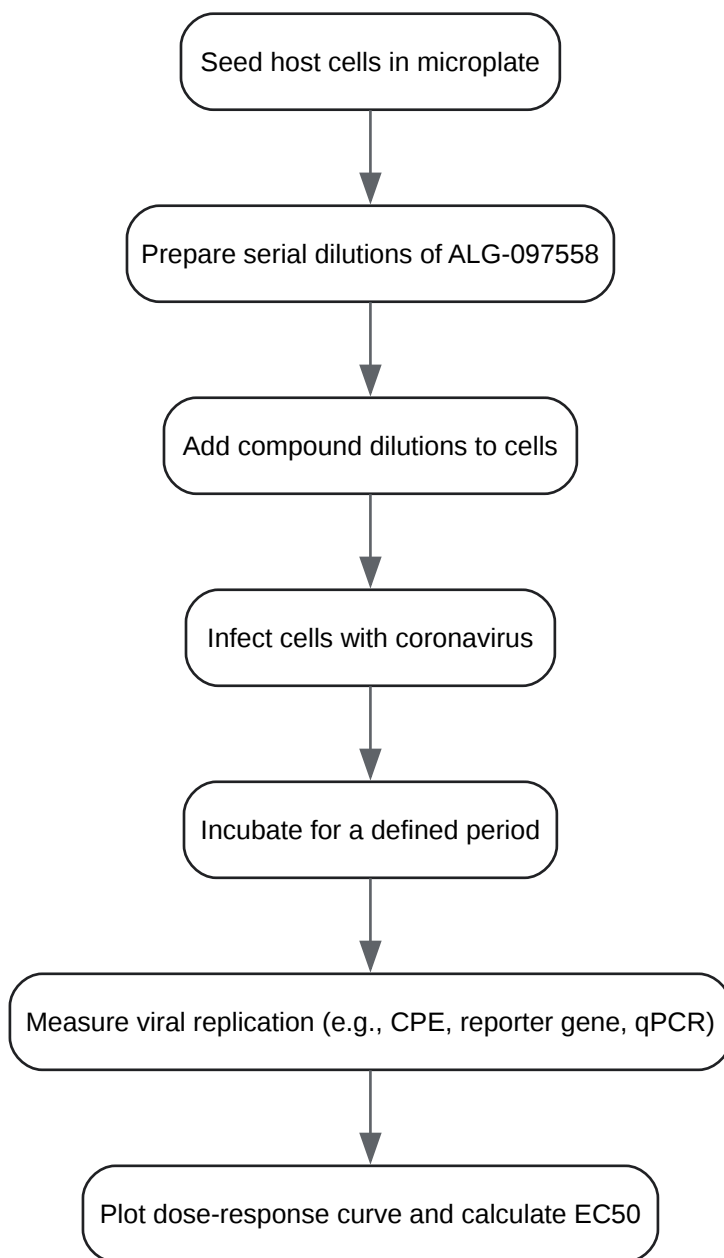 Seed host cells in microplate
Prepare serial dilutions of ALG-097558
Add compound dilutions to cells
Infect cells with coronavirus
Incubate for a defined period
Measure viral replication (e.g., CPE, reporter gene, qPCR)
Plot dose-response curve and calculate EC50